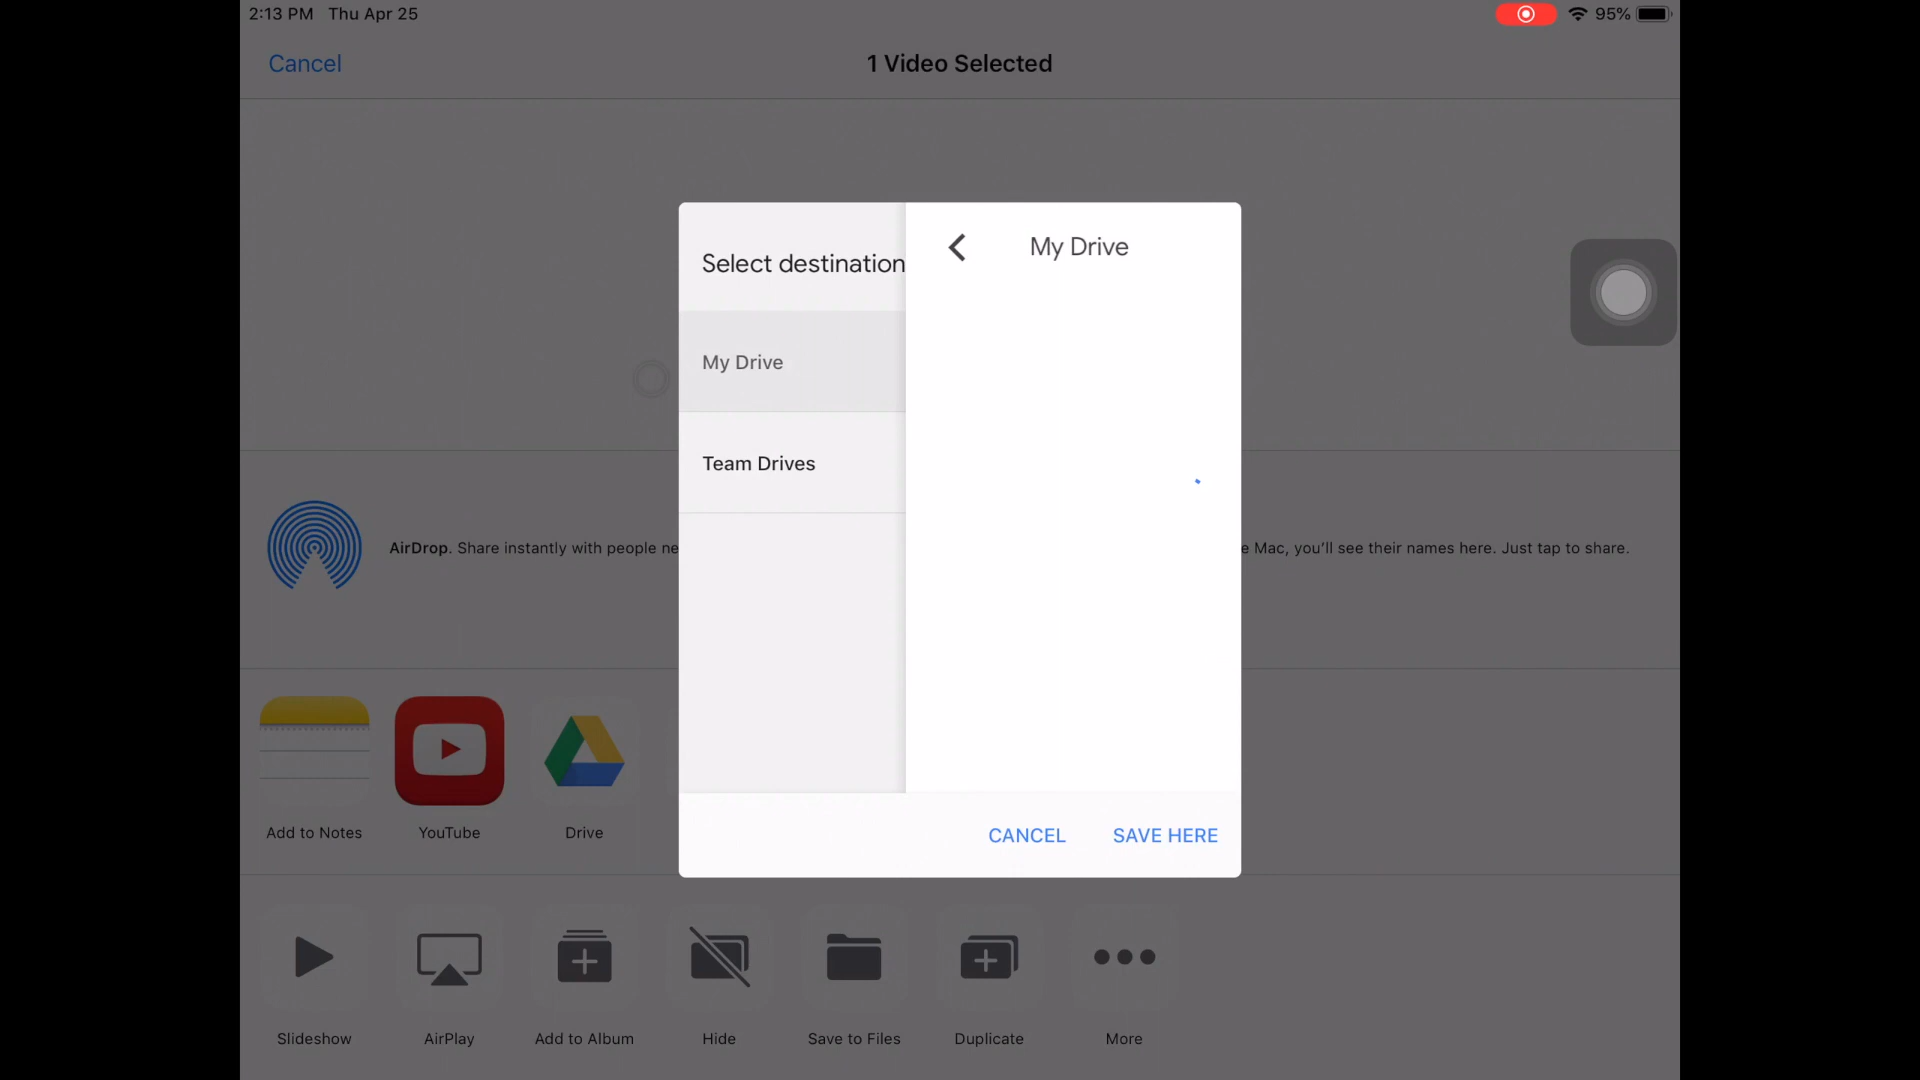 2:13 PM Thu Apr 25
95%
Cancel
1 Video Selected
Select destination
My Drive
My Drive
Team Drives
AirDrop. Share instantly with people ne
e Mac, you'll see their names here. Just tap to share.
CANCEL
SAVE HERE
Add to Notes
YouTube
Drive
Slideshow
AirPlay
Add to Album
Hide
Save to Files
Duplicate
More